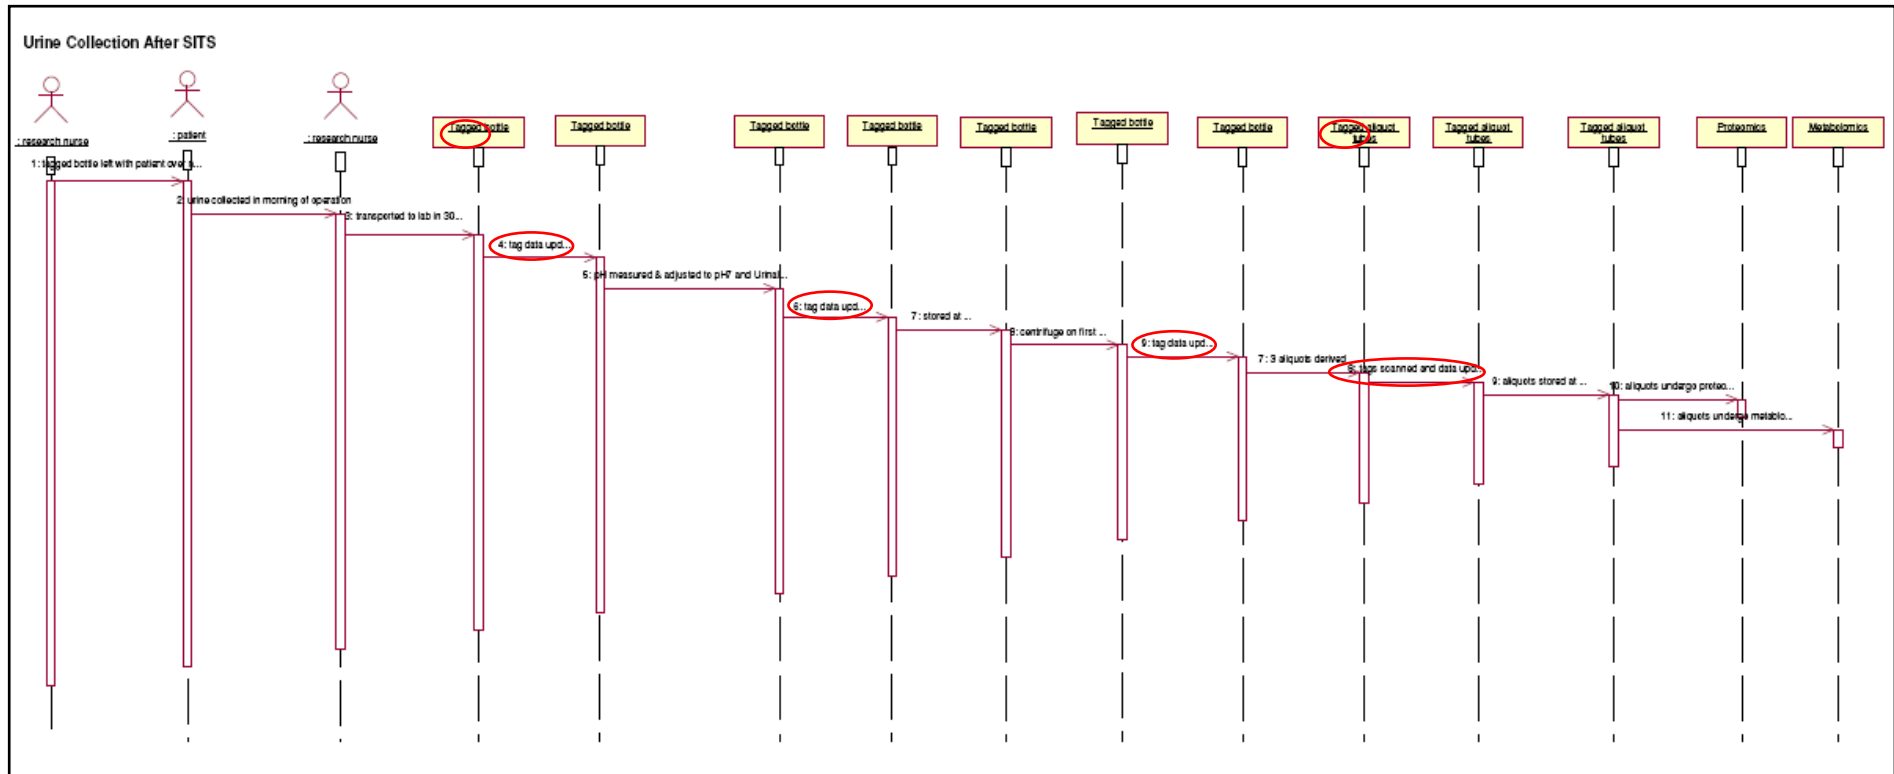 Urine Collection After SITS
: research nurse
: patient
: research nurse
Tagged bottle
Tagged bottle
Tagged bottle
Tagged bottle
Tagged bottle
Tagged bottle
Tagged bottle
Tagged aliquot
tubes
Tagged aliquot
tubes
Tagged aliquot
tubes
Proteomics
Metabolomics
1: tagged bottle left with patient over n...
2: urine collected in morning of operation
3: transported to lab in 30...
4: tag data upd...
5: pH measured & adjusted to pH7 and Urinal...
6: tag data upd...
7: stored at ...
8: centrifuge on first ...
9: tag data upd...
7: 3 aliquots derived
8: tags scanned and data upd...
9: aliquots stored at ...
10: aliquots undergo proteo...
11: aliquots undergo metablo...